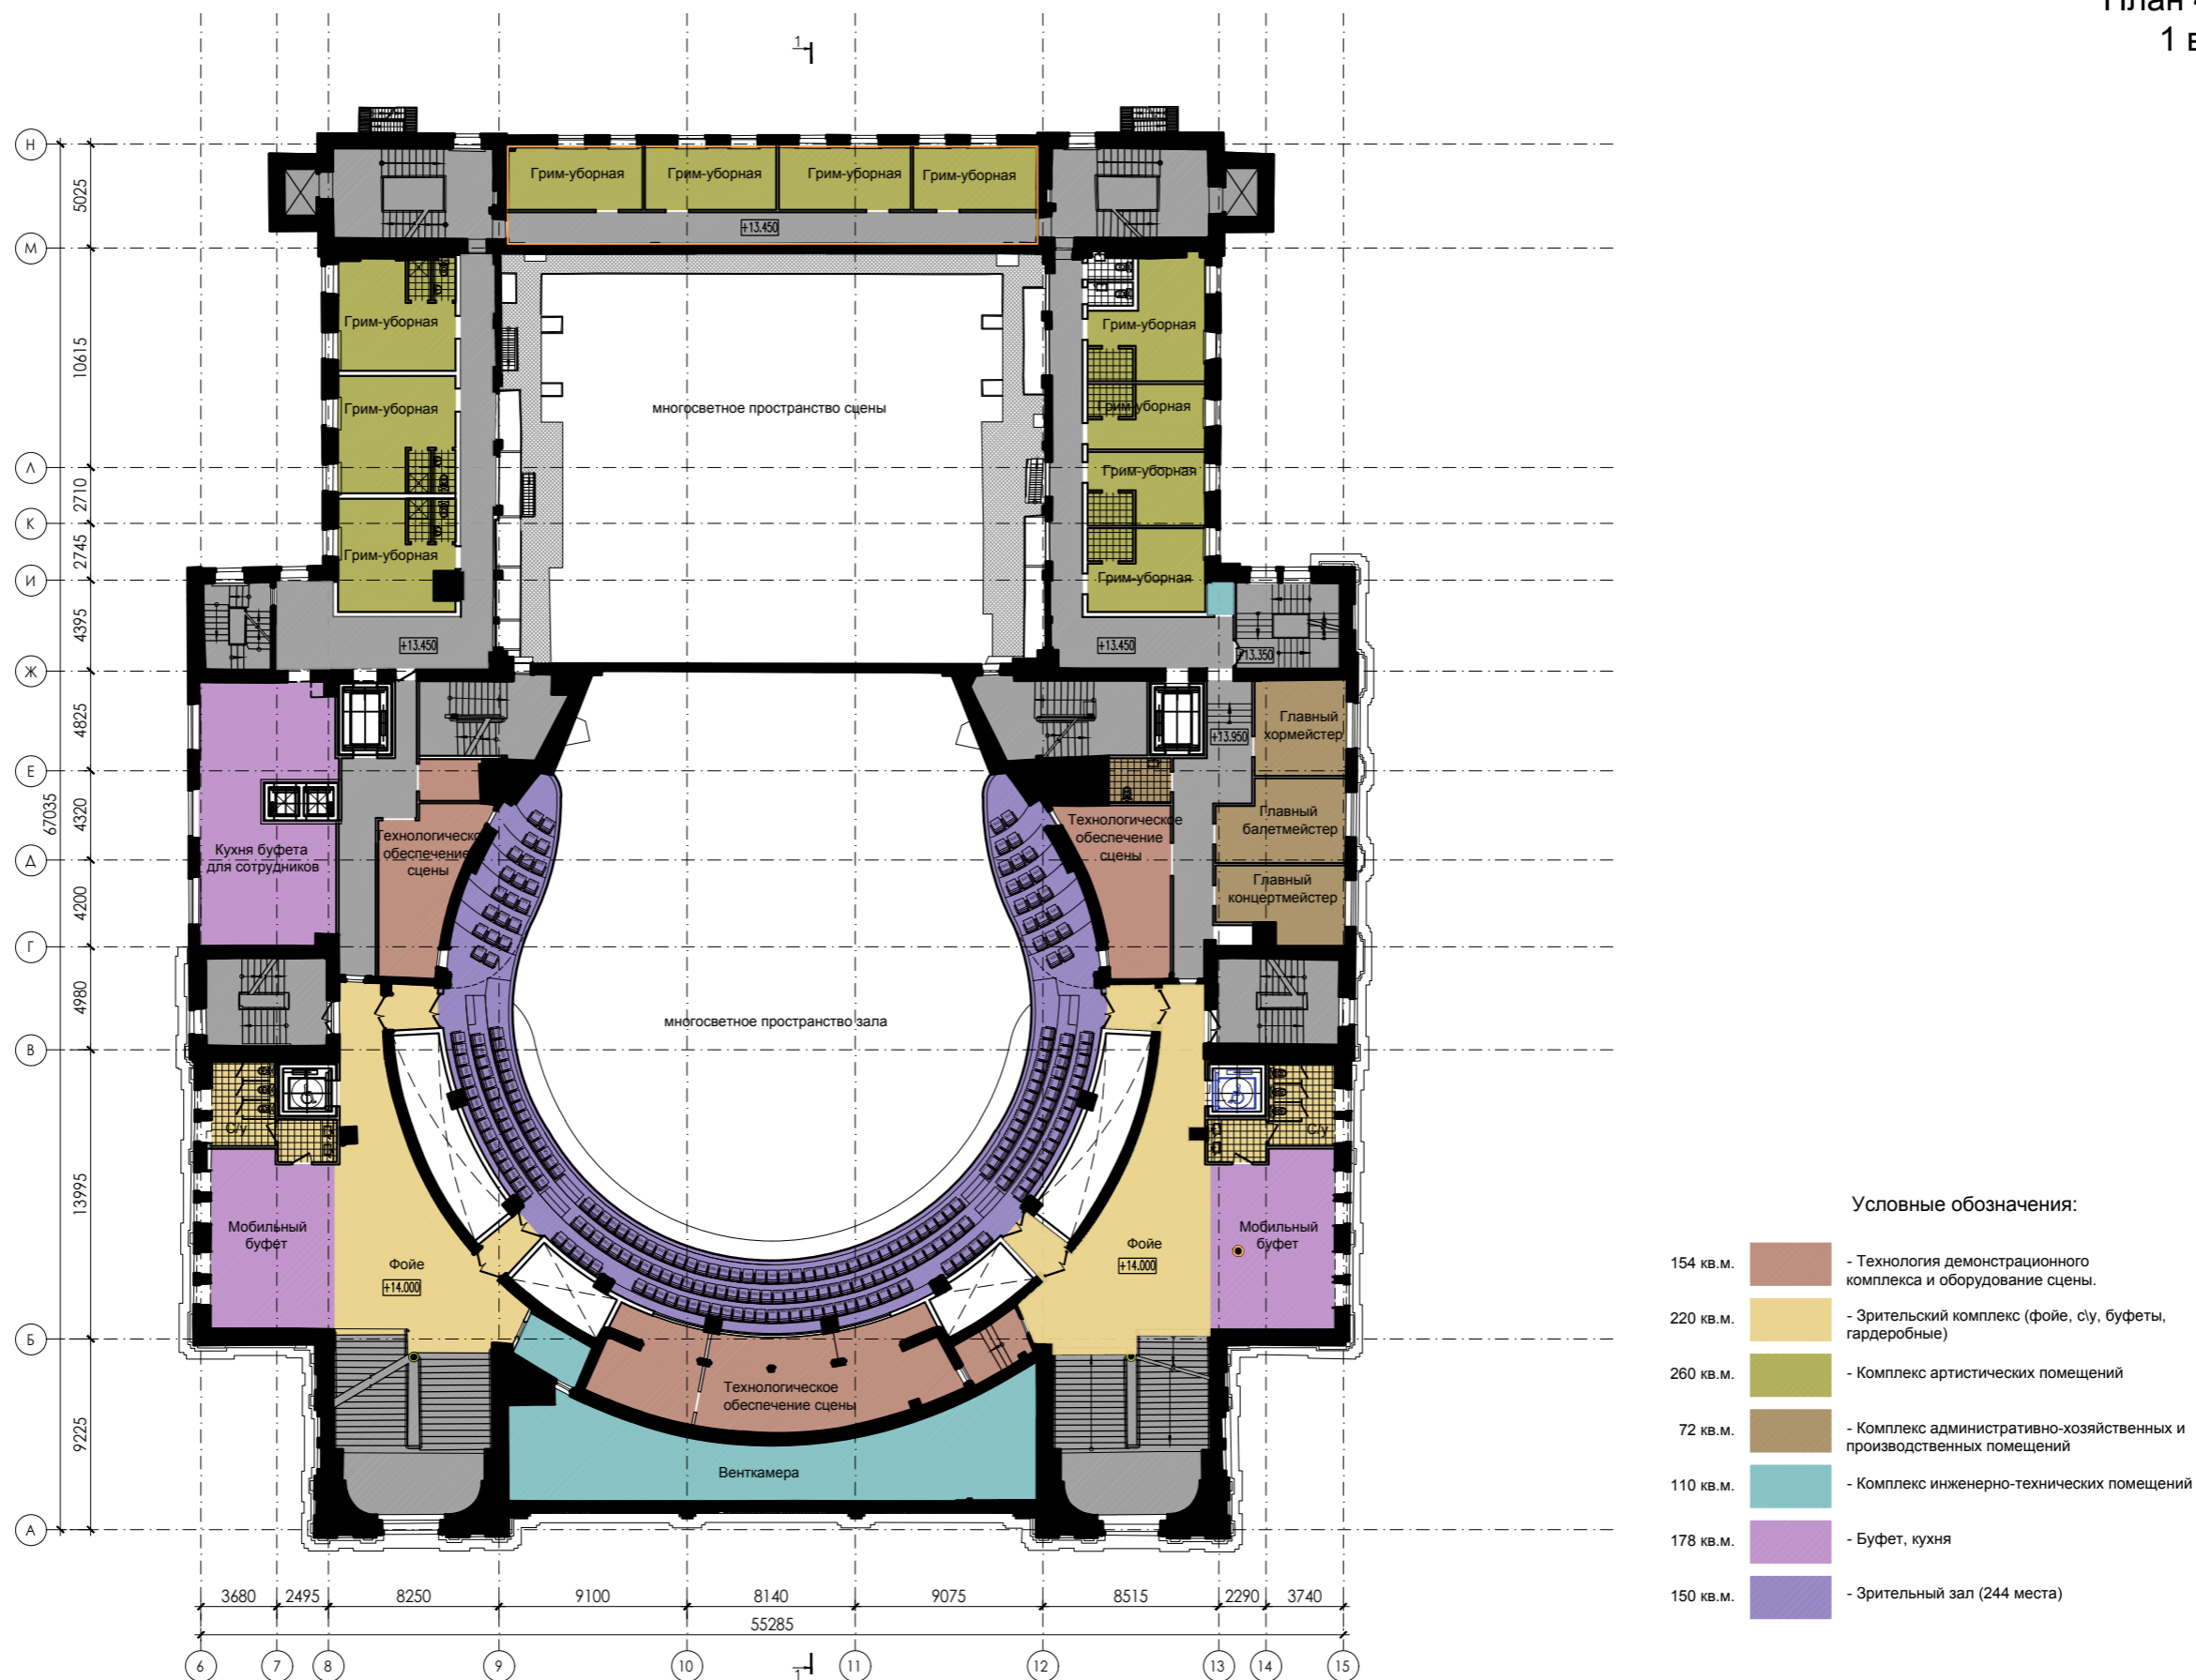 План 4
1 в
1
Н
М
Л
К
И
Ж
Е
Д
Г
В
Б
А
5025
10615
2710
2745
4395
4825
4320
4200
4980
13995
9225
67035
Грим-уборная
Грим-уборная
Грим-уборная
Грим-уборная
+13.450
Грим-уборная
Грим-уборная
Грим-уборная
Грим-уборная
Грим-уборная
Грим-уборная
Грим-уборная
многосветное пространство сцены
+13.450
+13.450
+13.350
+13.950
Главный
хормейстер
Главный
балетмейстер
Главный
концертмейстер
Технологическое
обеспечение
сцены
Технологическое
обеспечение
сцены
Кухня буфета
для сотрудников
многосветное пространство зала
С\у
С\у
Мобильный
буфет
Мобильный
буфет
Фойе
+14.000
Фойе
+14.000
Технологическое
обеспечение сцены
Венткамера
3680
2495
8250
9100
8140
9075
8515
2290
3740
55285
6
7
8
9
10
11
12
13
14
15
1
Условные обозначения:
154 кв.м.
- Технология демонстрационного
комплекса и оборудование сцены.
220 кв.м.
- Зрительский комплекс (фойе, с\у, буфеты,
гардеробные)
260 кв.м.
- Комплекс артистических помещений
72 кв.м.
- Комплекс административно-хозяйственных и
производственных помещений
110 кв.м.
- Комплекс инженерно-технических помещений
178 кв.м.
- Буфет, кухня
150 кв.м.
- Зрительный зал (244 места)